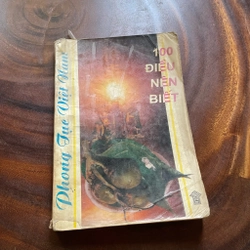 Phong Tục Việt Nam
100
ĐIỀU
NÊN
BIẾT